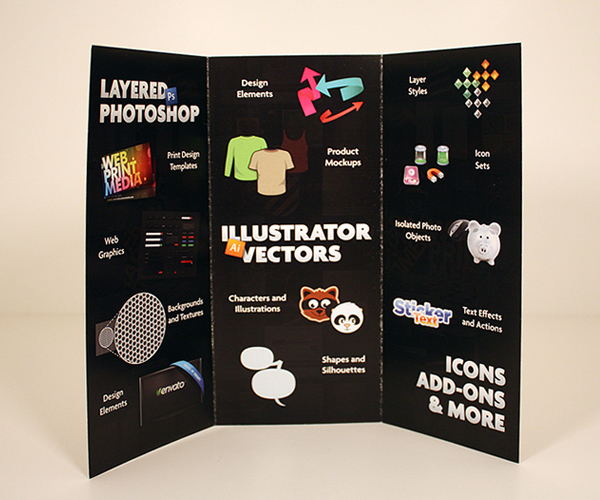 LAYERED
Ps
PHOTOSHOP
WEB
PRINT
MEDIA
Print Design
Templates
Web
Graphics
Backgrounds
and Textures
Design
Elements
envato
Design
Elements
Product
Mockups
ILLUSTRATOR
Ai
VECTORS
Characters and
Illustrations
Shapes and
Silhouettes
Layer
Styles
Icon
Sets
Isolated Photo
Objects
Sticker
Text
Text Effects
and Actions
ICONS
ADD-ONS
& MORE